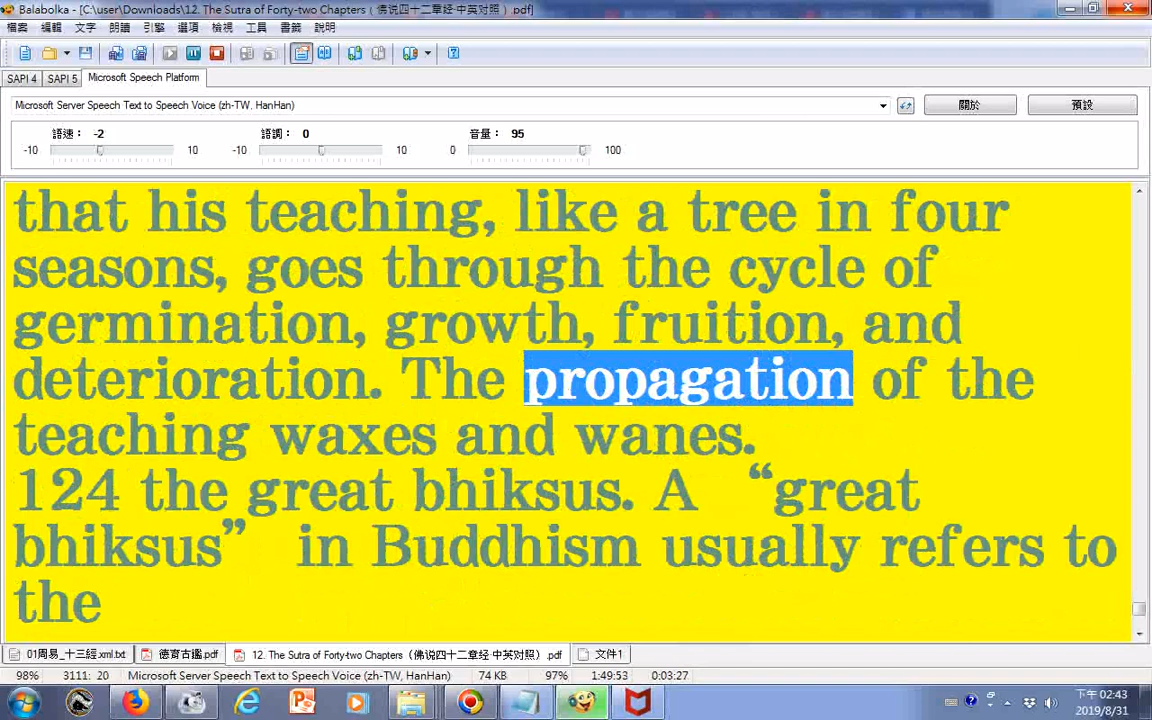 Balabolka - [C:\user\Downloads\12. The Sutra of Forty-two Chapters（佛说四十二章经·中英对照）.pdf]
檔案 編輯 文字 朗讀 引擎 選項 檢視 工具 書籤 說明
SAPI 4 SAPI 5 Microsoft Speech Platform
Microsoft Server Speech Text to Speech Voice (zh-TW, HanHan) 關於 預設
語速： -2 語調： 0 音量： 95
-10 10 -10 10 0 100
that his teaching, like a tree in four
seasons, goes through the cycle of
germination, growth, fruition, and
deterioration. The propagation of the
teaching waxes and wanes.
124 the great bhiksus. A “great
bhiksus” in Buddhism usually refers to
the
01周易_十三經.xml.txt 德育古鑑.pdf 12. The Sutra of Forty-two Chapters（佛说四十二章经·中英对照）.pdf 文件1
98% 3111: 20 Microsoft Server Speech Text to Speech Voice (zh-TW, HanHan) 74 KB 97% 1:49:53 0:03:27
下午 02:43
2019/8/31